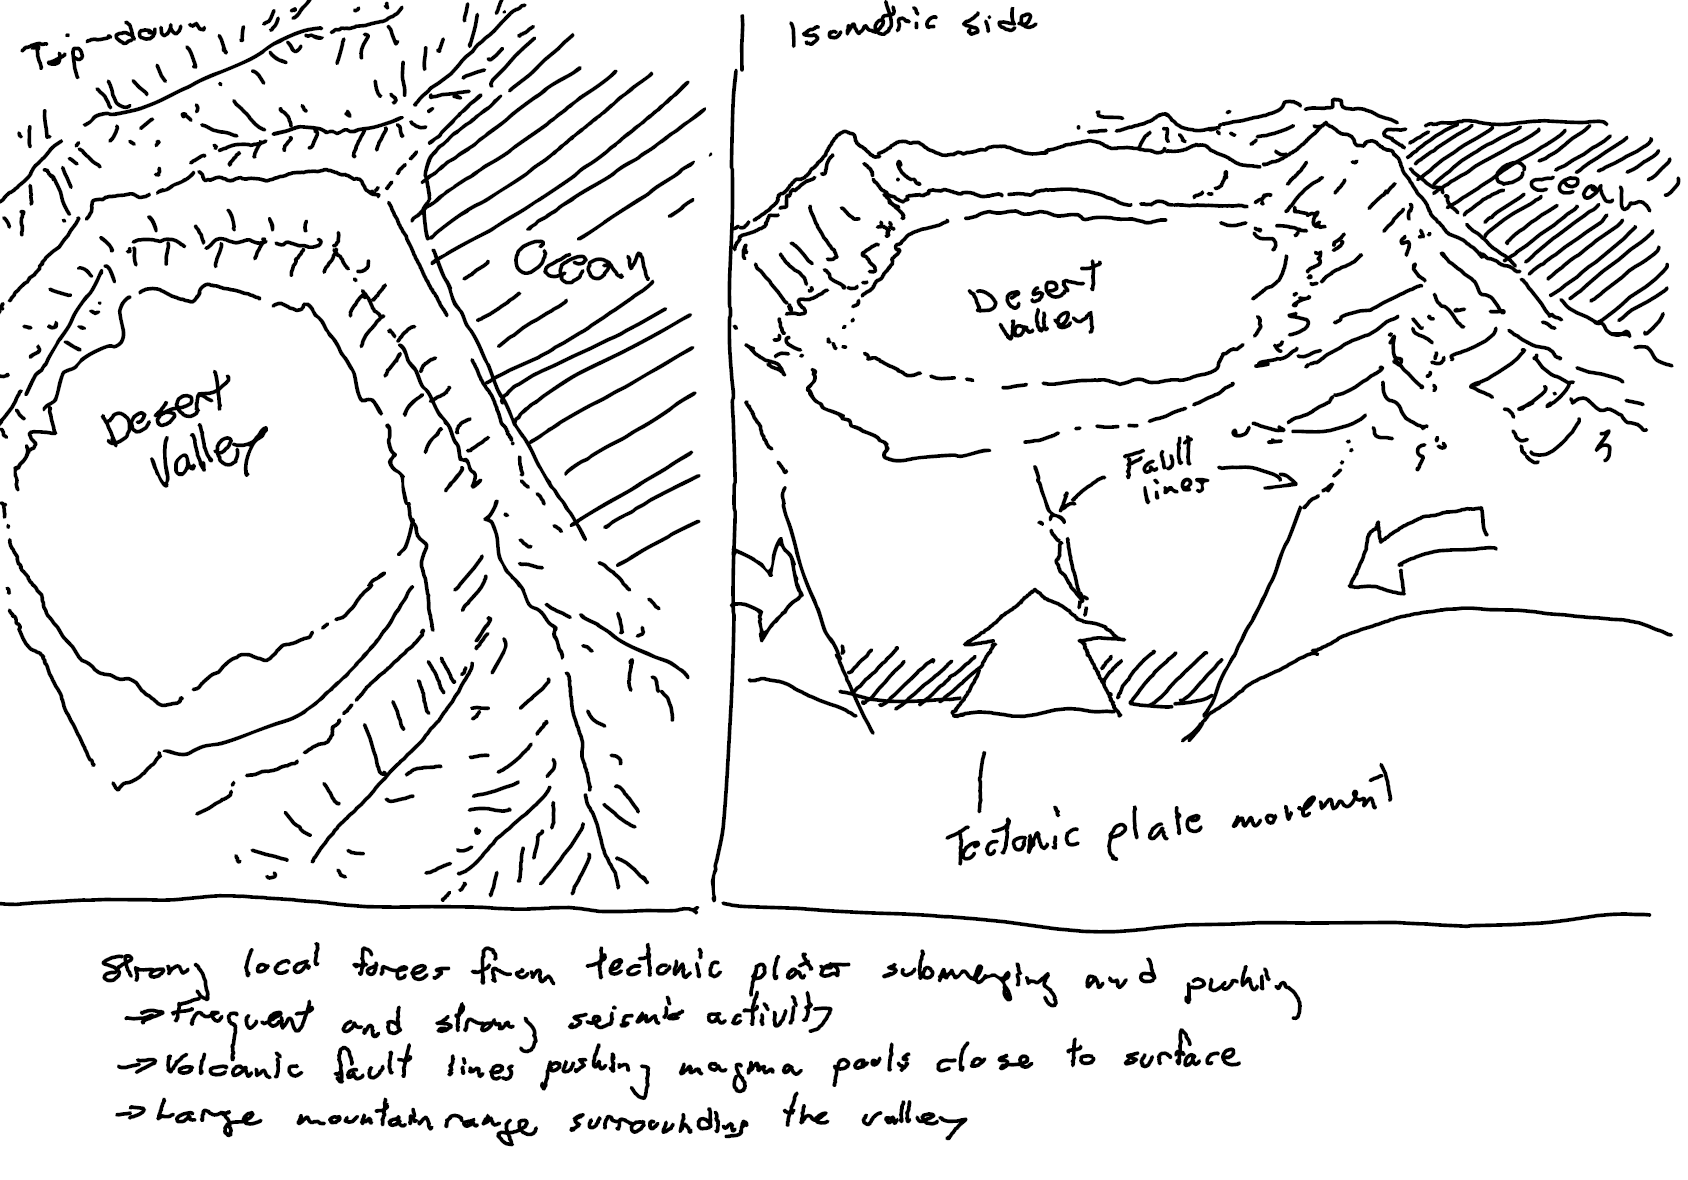 Top-down
Ocean
Desert
Valley
Isometric side
Ocean
Desert
Valley
Fault
lines
Tectonic plate movement
Strong local forces from tectonic plates submerging and pushing
→ Frequent and strong seismic activity
→ Volcanic fault lines pushing magma pools close to surface
→ Large mountain range surrounding the valley